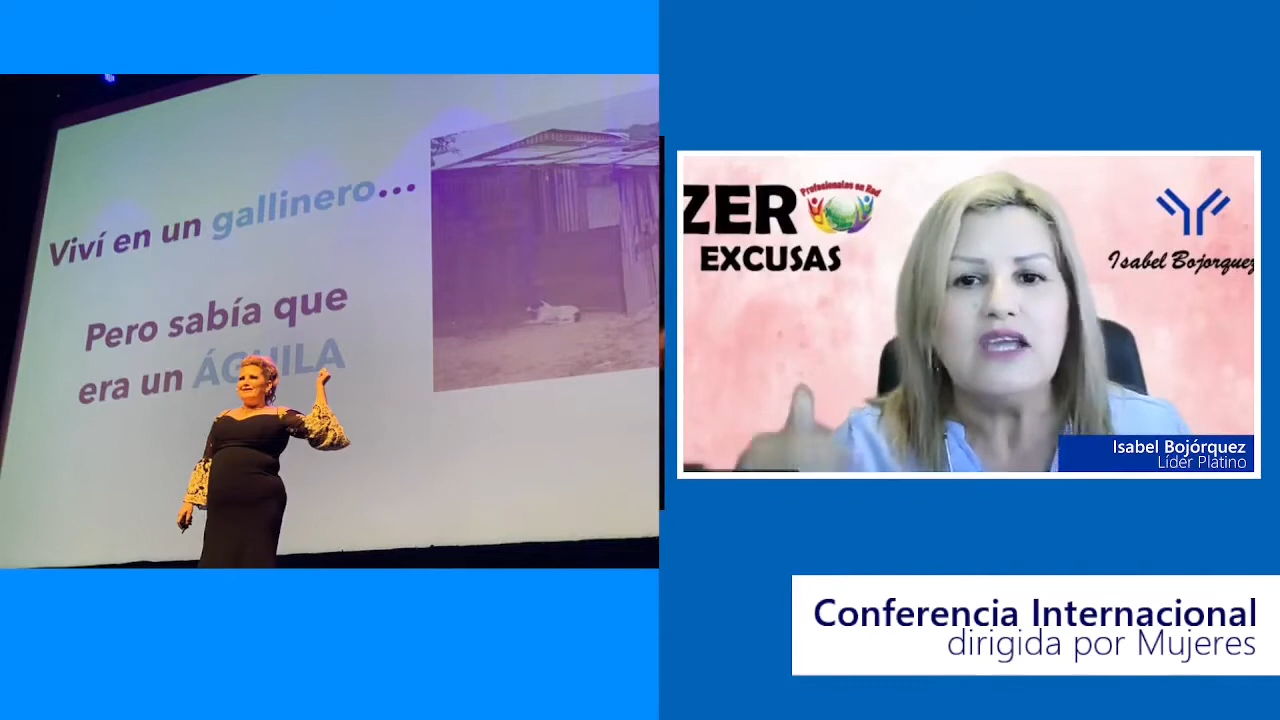 Viví en un gallinero...
Pero sabía que
era un ÁGUILA
ZER
EXCUSAS
Profesionales en Red
Isabel Bojorquez
Isabel Bojórquez
Líder Platino
Conferencia Internacional
dirigida por Mujeres